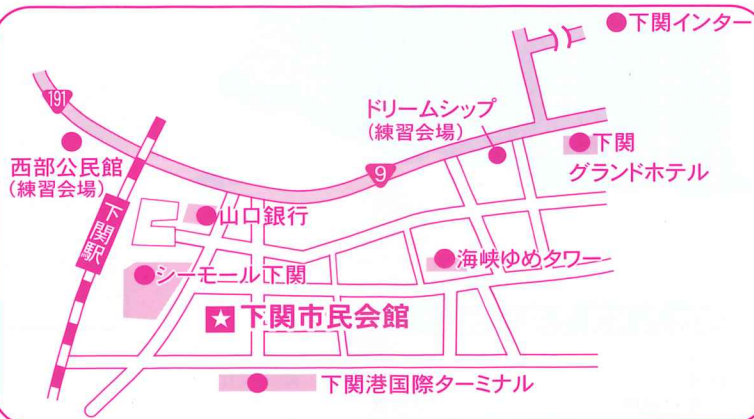 下関インター
191
ドリームシップ
(練習会場)
西部公民館
(練習会場)
9
下関
グランドホテル
下関駅
山口銀行
海峡ゆめタワー
シーモール下関
下関市民会館
下関港国際ターミナル